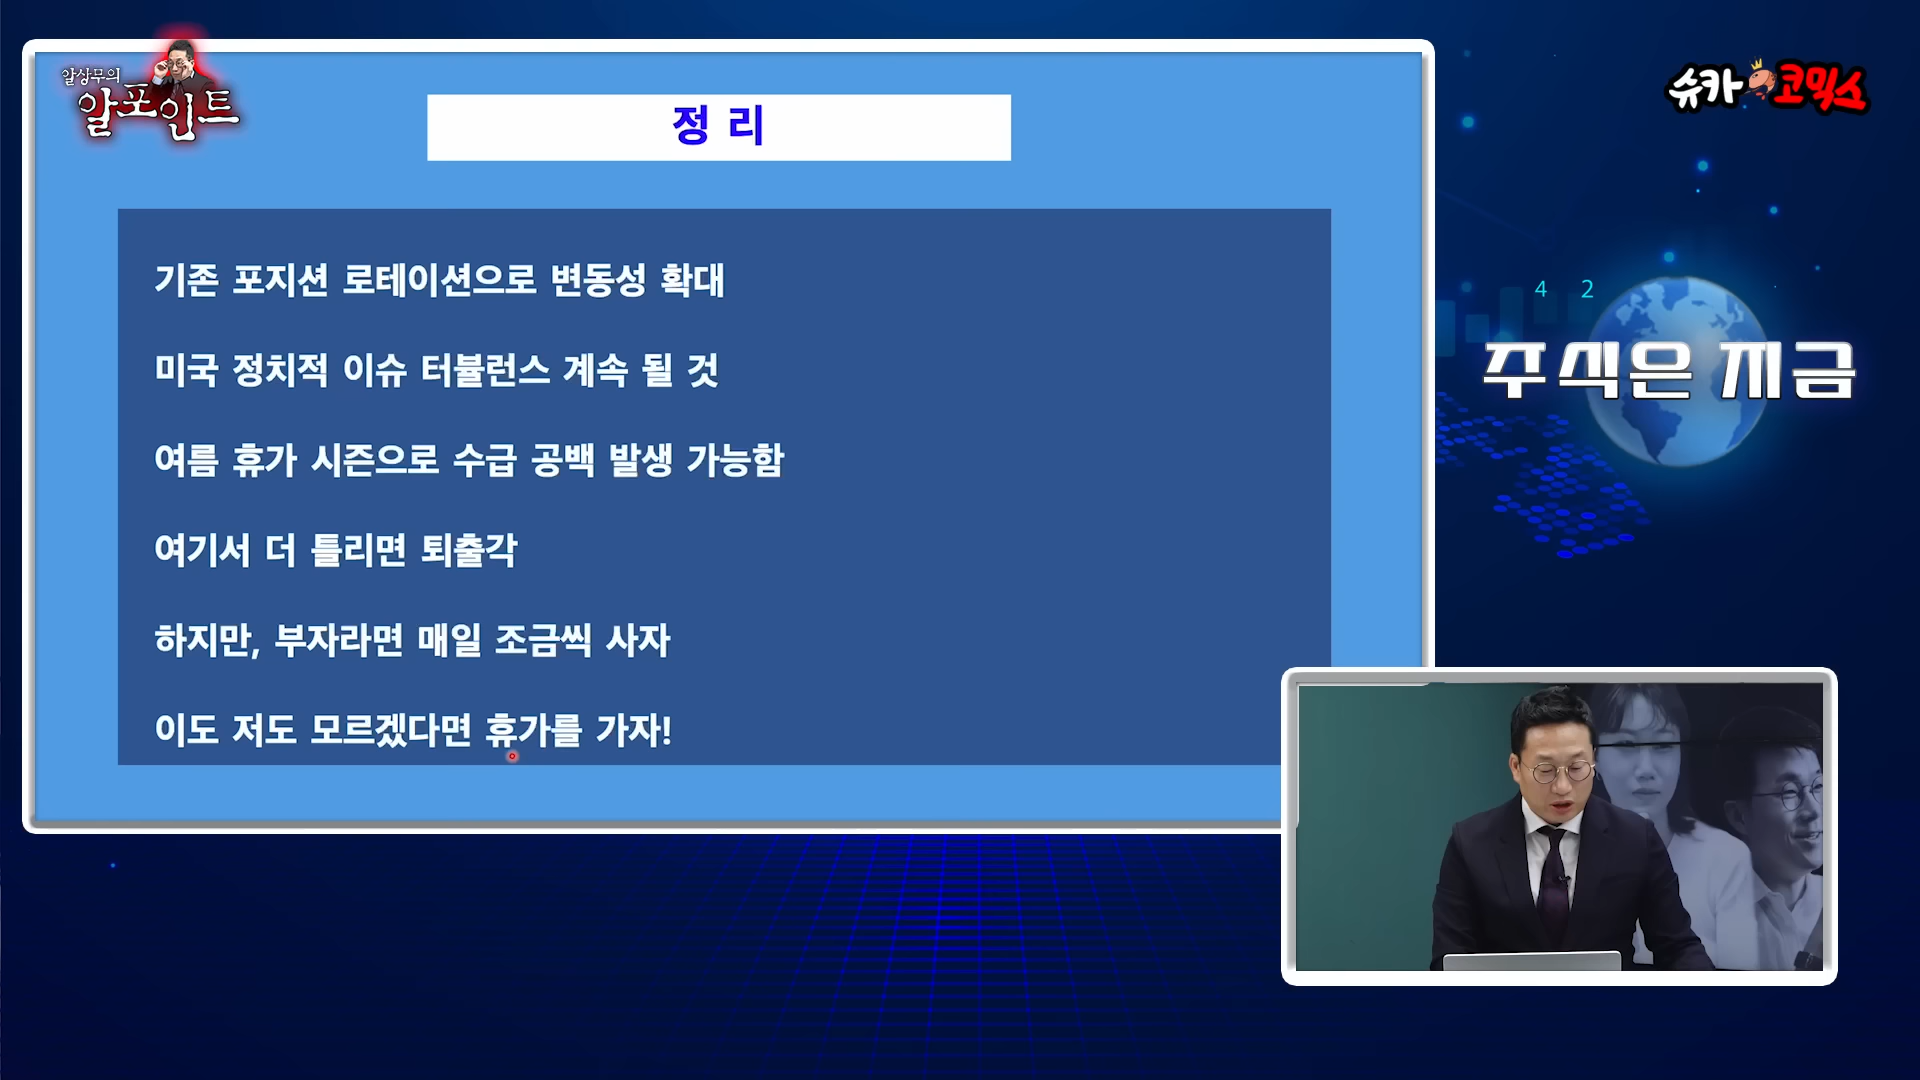 알상무의
알포인트
슈카코믹스
정리
기존 포지션 로테이션으로 변동성 확대
미국 정치적 이슈 터뷸런스 계속 될 것
여름 휴가 시즌으로 수급 공백 발생 가능함
여기서 더 틀리면 퇴출각
하지만, 부자라면 매일 조금씩 사자
이도 저도 모르겠다면 휴가를 가자!
4 2
주식은 지금